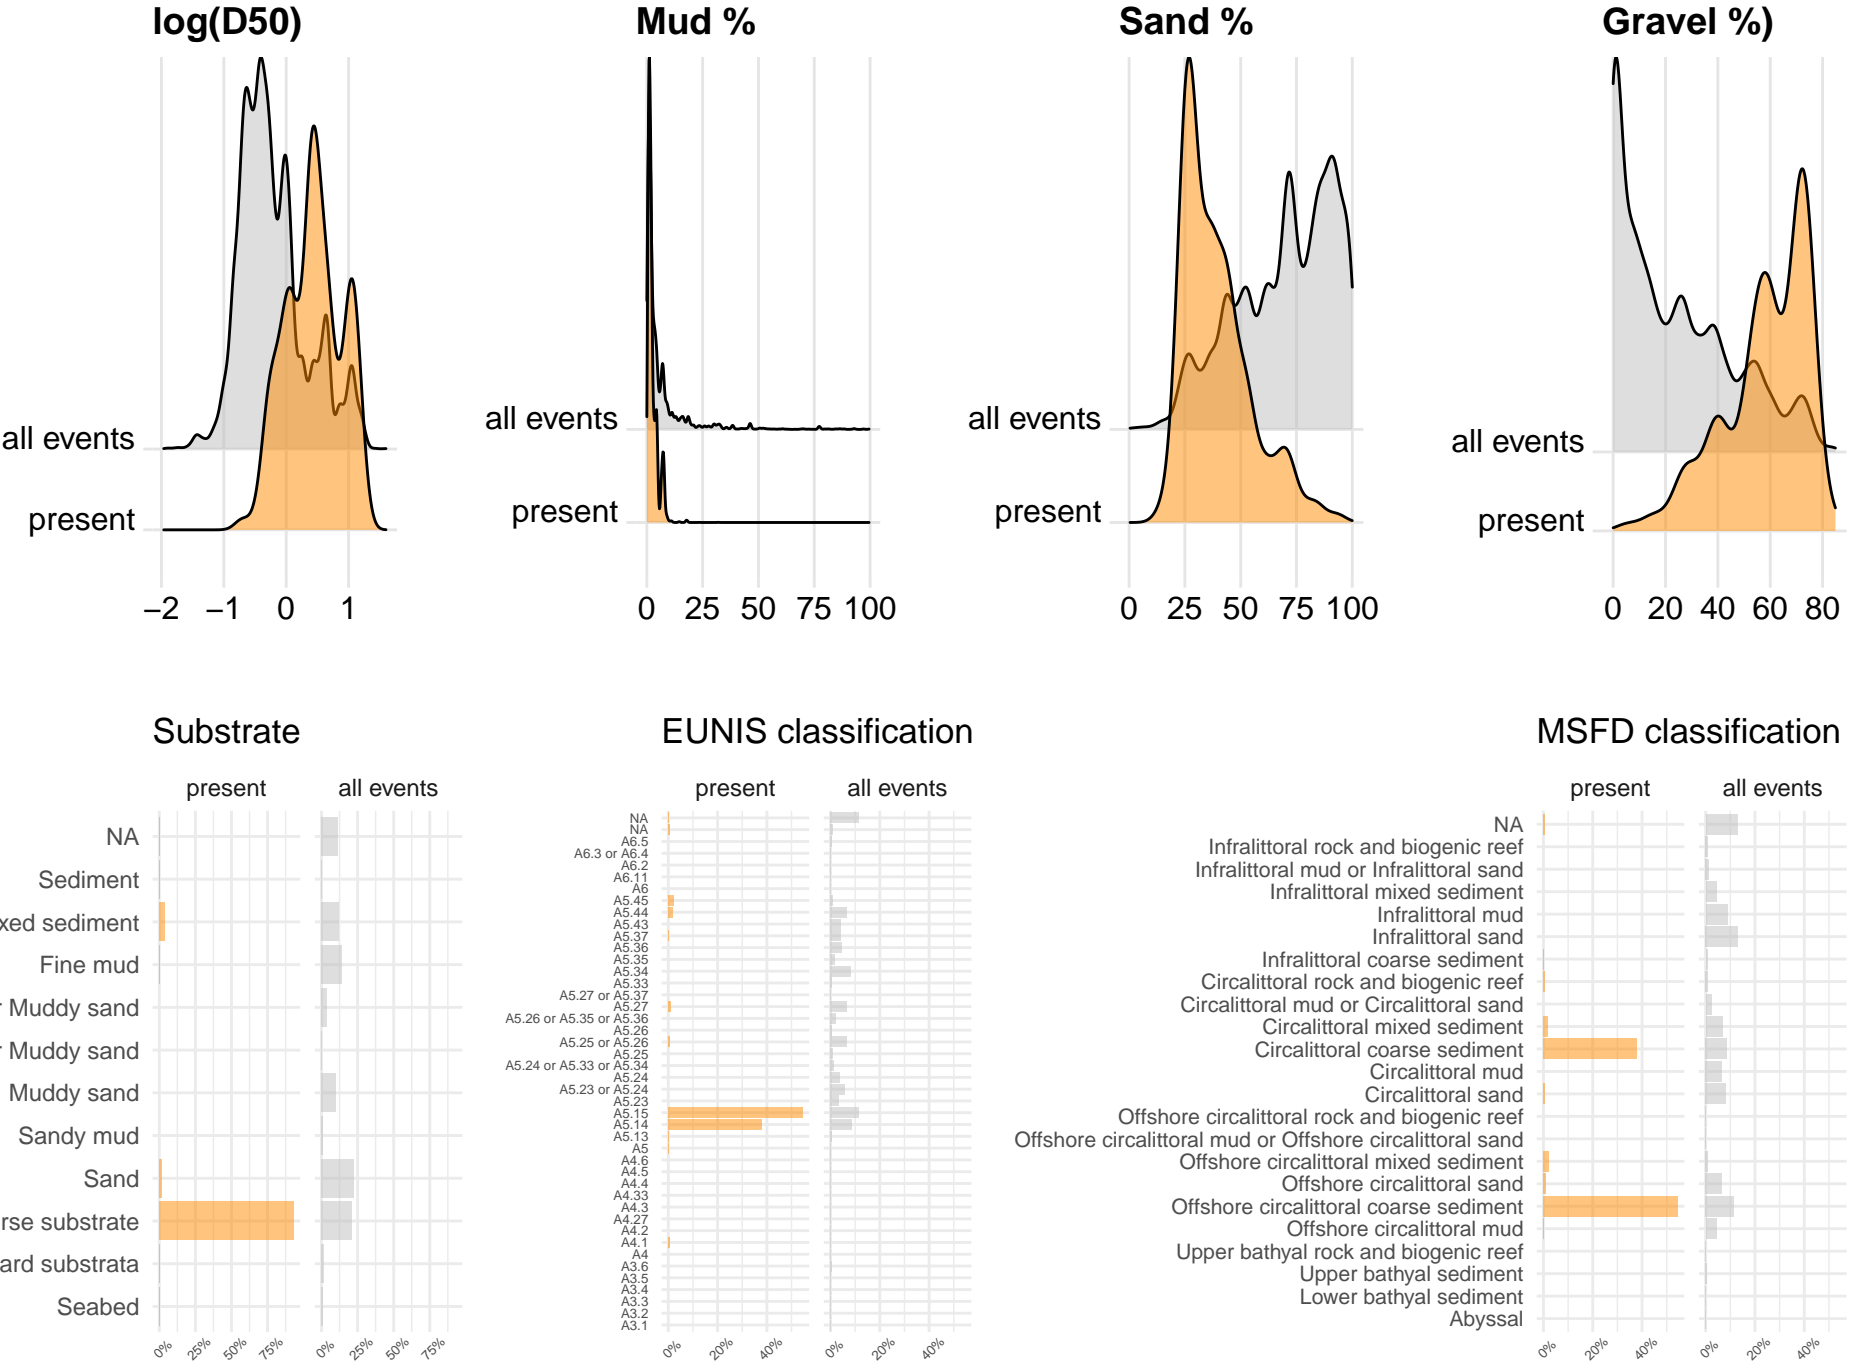 log(D50)
Mud %
Sand %
Gravel %)
all events
present
−2 −1 0 1
all events
present
0 25 50 75 100
all events
present
0 25 50 75 100
all events
present
0 20 40 60 80
Substrate
present all events
NA
Sediment
xed sediment
Fine mud
r Muddy sand
r Muddy sand
Muddy sand
Sandy mud
Sand
rse substrate
ard substrata
Seabed
0% 25% 50% 75% 0% 25% 50% 75%
EUNIS classification
present all events
NA
NA
A6.5
A6.3 or A6.4
A6.2
A6.11
A6
A5.45
A5.44
A5.43
A5.37
A5.36
A5.35
A5.34
A5.33
A5.27 or A5.37
A5.27
A5.26 or A5.35 or A5.36
A5.26
A5.25 or A5.26
A5.25
A5.24 or A5.33 or A5.34
A5.24
A5.23 or A5.24
A5.23
A5.15
A5.14
A5.13
A5
A4.6
A4.5
A4.4
A4.33
A4.3
A4.27
A4.2
A4.1
A4
A3.6
A3.5
A3.4
A3.3
A3.2
A3.1
0% 20% 40% 0% 20% 40%
MSFD classification
present all events
NA
Infralittoral rock and biogenic reef
Infralittoral mud or Infralittoral sand
Infralittoral mixed sediment
Infralittoral mud
Infralittoral sand
Infralittoral coarse sediment
Circalittoral rock and biogenic reef
Circalittoral mud or Circalittoral sand
Circalittoral mixed sediment
Circalittoral coarse sediment
Circalittoral mud
Circalittoral sand
Offshore circalittoral rock and biogenic reef
Offshore circalittoral mud or Offshore circalittoral sand
Offshore circalittoral mixed sediment
Offshore circalittoral sand
Offshore circalittoral coarse sediment
Offshore circalittoral mud
Upper bathyal rock and biogenic reef
Upper bathyal sediment
Lower bathyal sediment
Abyssal
0% 20% 40% 0% 20% 40%